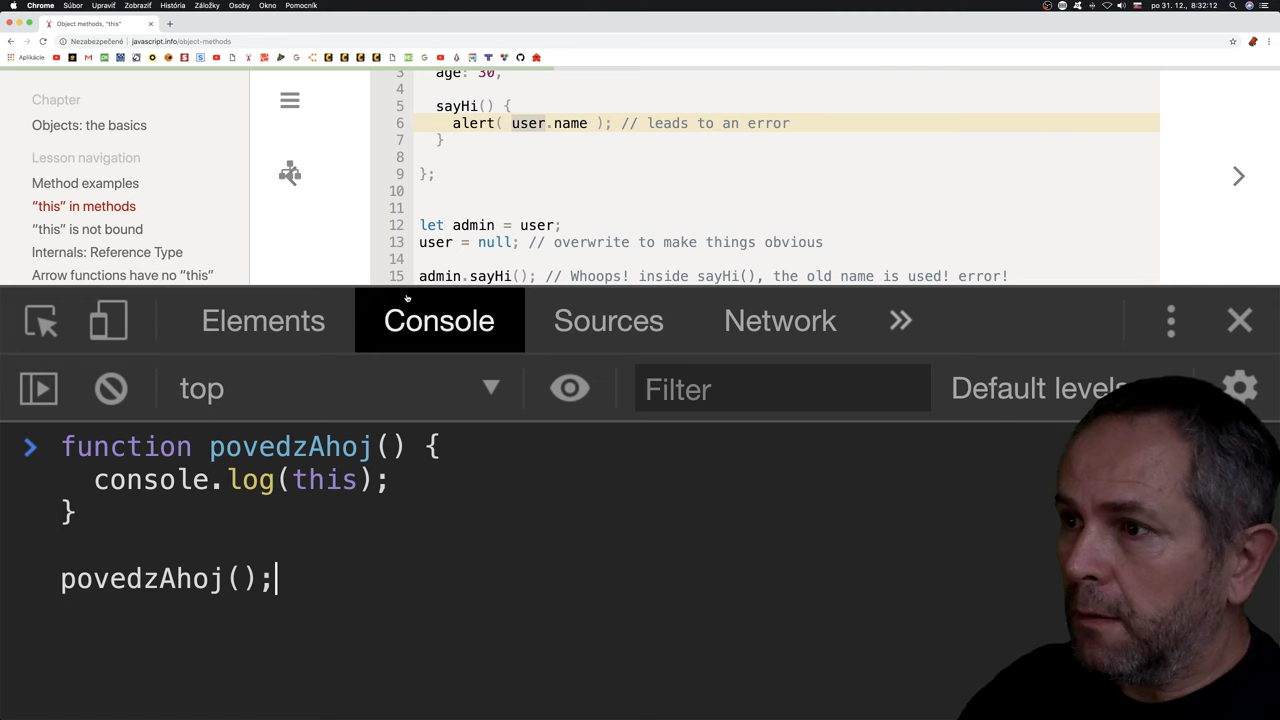 Chrome Súbor Upraviť Zobraziť História Záložky Osoby Okno Pomocník
po 31. 12., 8:32:12
Object methods, "this"
Nezabezpečené | javascript.info/object-methods
Aplikácie
Chapter
Objects: the basics
Lesson navigation
Method examples
“this” in methods
“this” is not bound
Internals: Reference Type
Arrow functions have no “this”
3 age: 30,
4
5 sayHi() {
6 alert( user.name ); // leads to an error
7 }
8
9 };
10
11
12 let admin = user;
13 user = null; // overwrite to make things obvious
14
15 admin.sayHi(); // Whoops! inside sayHi(), the old name is used! error!
Elements Console Sources Network
top Filter Default levels
function povedzAhoj() {
console.log(this);
}
povedzAhoj();